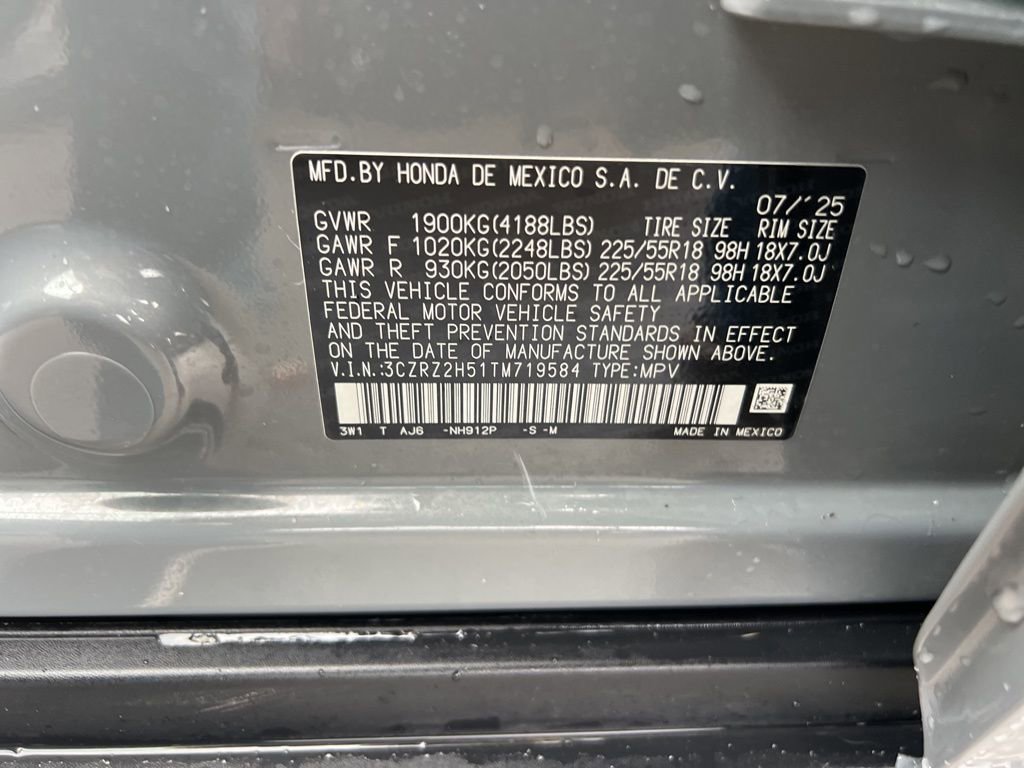 MFD.BY HONDA DE MEXICO S.A. DE C.V.
07/'25
GVWR 1900KG(4188LBS) TIRE SIZE RIM SIZE
GAWR F 1020KG(2248LBS) 225/55R18 98H 18X7.0J
GAWR R 930KG(2050LBS) 225/55R18 98H 18X7.0J
THIS VEHICLE CONFORMS TO ALL APPLICABLE
FEDERAL MOTOR VEHICLE SAFETY
AND THEFT PREVENTION STANDARDS IN EFFECT
ON THE DATE OF MANUFACTURE SHOWN ABOVE.
V.I.N.:3CZRZ2H51TM719584 TYPE:MPV
3W1 T AJ6 -NH912P -S -M MADE IN MEXICO